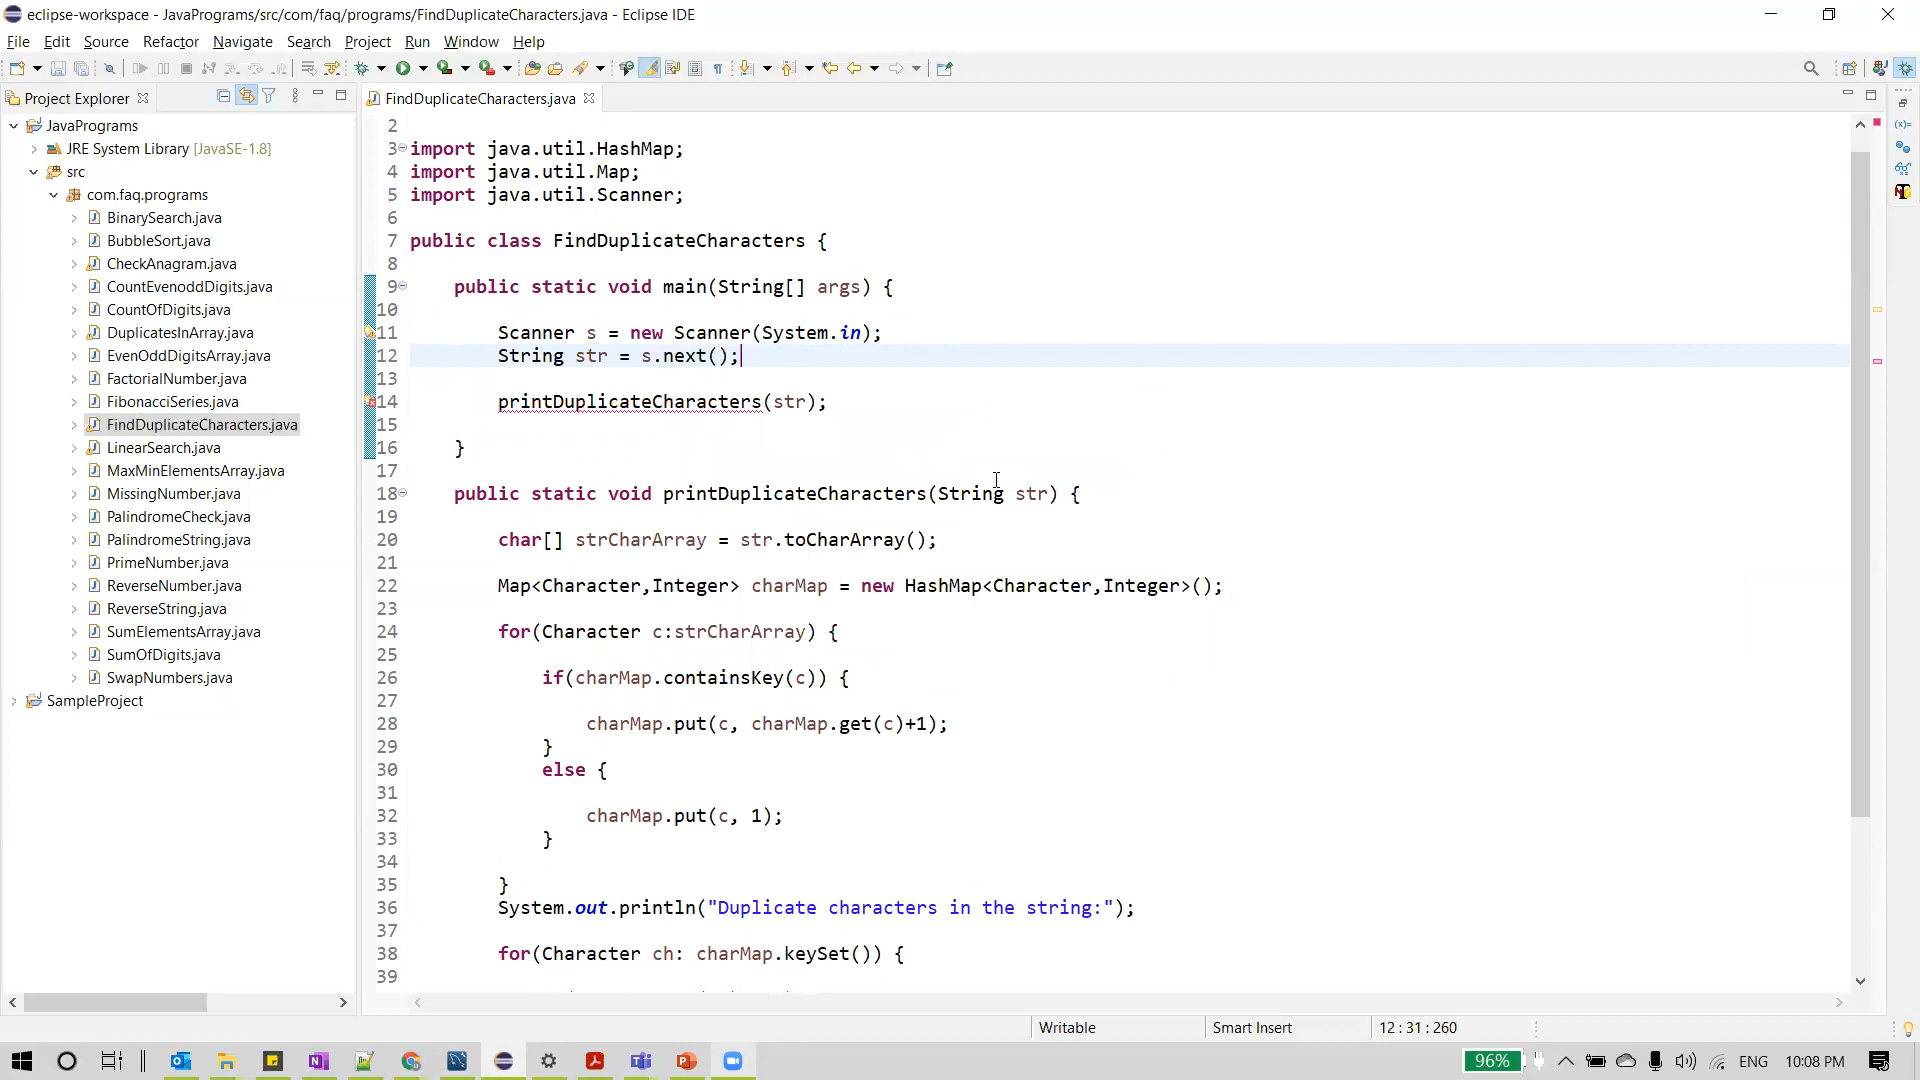 eclipse-workspace - JavaPrograms/src/com/faq/programs/FindDuplicateCharacters.java - Eclipse IDE
File Edit Source Refactor Navigate Search Project Run Window Help
Project Explorer
JavaPrograms
JRE System Library [JavaSE-1.8]
src
com.faq.programs
BinarySearch.java
BubbleSort.java
CheckAnagram.java
CountEvenoddDigits.java
CountOfDigits.java
DuplicatesInArray.java
EvenOddDigitsArray.java
FactorialNumber.java
FibonacciSeries.java
FindDuplicateCharacters.java
LinearSearch.java
MaxMinElementsArray.java
MissingNumber.java
PalindromeCheck.java
PalindromeString.java
PrimeNumber.java
ReverseNumber.java
ReverseString.java
SumElementsArray.java
SumOfDigits.java
SwapNumbers.java
SampleProject
FindDuplicateCharacters.java
2
3 import java.util.HashMap;
4 import java.util.Map;
5 import java.util.Scanner;
6
7 public class FindDuplicateCharacters {
8
9 public static void main(String[] args) {
10
11 Scanner s = new Scanner(System.in);
12 String str = s.next();
13
14 printDuplicateCharacters(str);
15
16 }
17
18 public static void printDuplicateCharacters(String str) {
19
20 char[] strCharArray = str.toCharArray();
21
22 Map<Character,Integer> charMap = new HashMap<Character,Integer>();
23
24 for(Character c:strCharArray) {
25
26 if(charMap.containsKey(c)) {
27
28 charMap.put(c, charMap.get(c)+1);
29 }
30 else {
31
32 charMap.put(c, 1);
33 }
34
35 }
36 System.out.println("Duplicate characters in the string:");
37
38 for(Character ch: charMap.keySet()) {
39
Writable Smart Insert 12 : 31 : 260
96% ENG 10:08 PM